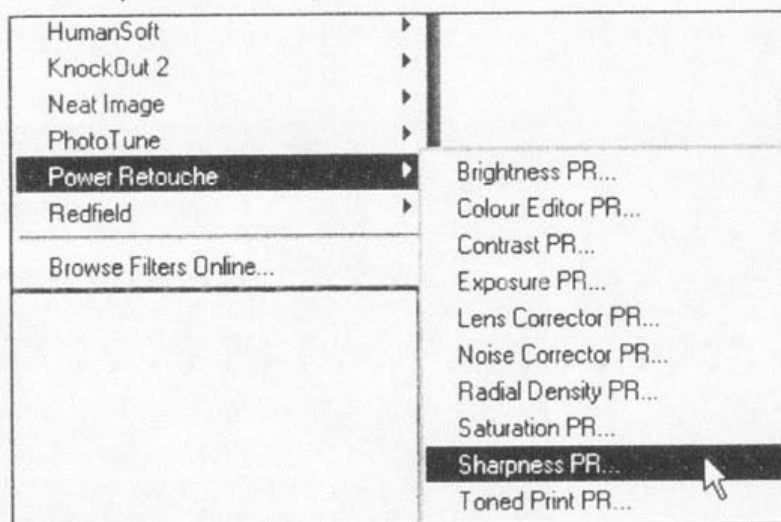 HumanSoft
KnockOut 2
Neat Image
PhotoTune
Power Retouche
Redfield
Browse Filters Online...
Brightness PR...
Colour Editor PR...
Contrast PR...
Exposure PR...
Lens Corrector PR...
Noise Corrector PR...
Radial Density PR...
Saturation PR...
Sharpness PR...
Toned Print PR...